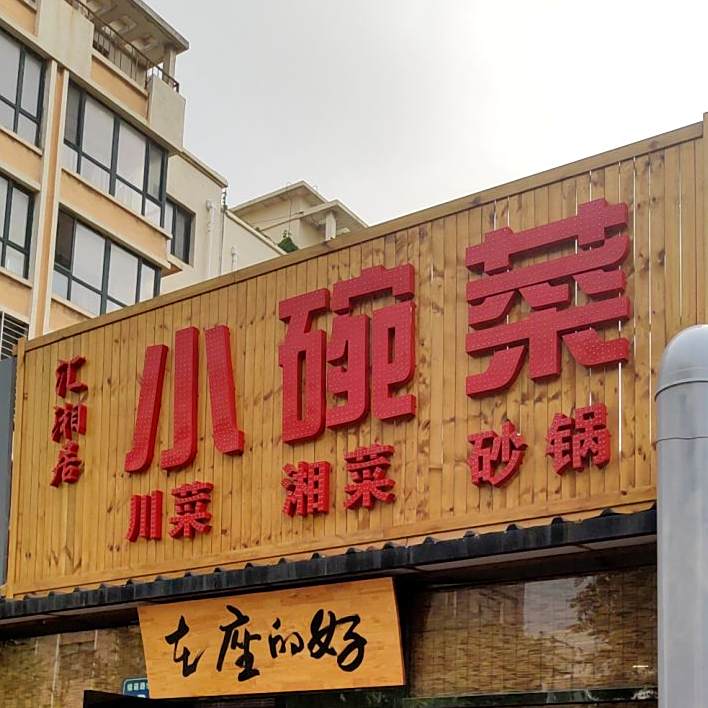 汇湘居
小碗菜
川菜 湘菜 砂锅
在座的好